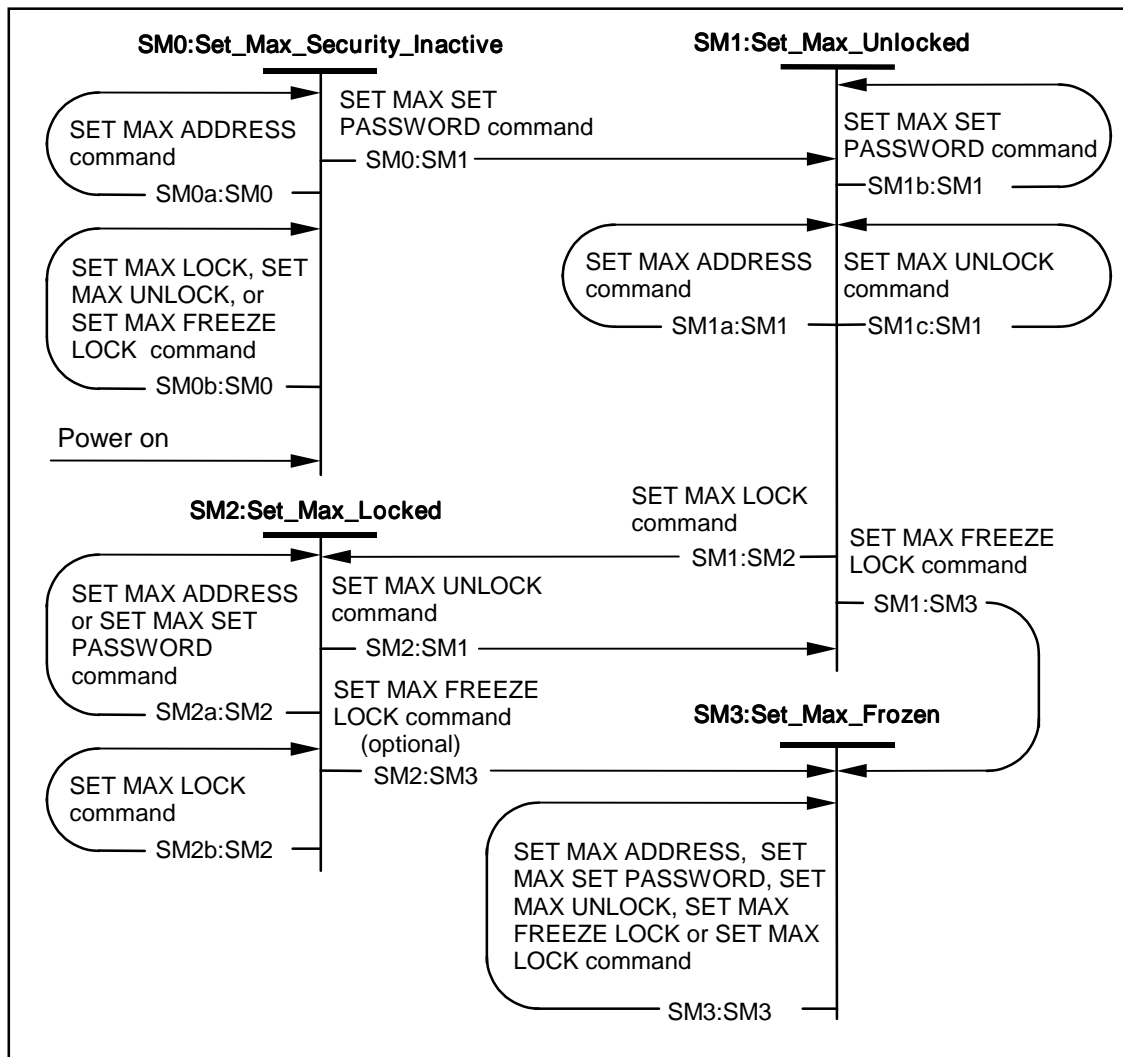 SM0:Set_Max_Security_Inactive
SET MAX ADDRESS
command
SM0a:SM0
SET MAX SET
PASSWORD command
SM0:SM1
SET MAX LOCK, SET
MAX UNLOCK, or
SET MAX FREEZE
LOCK command
SM0b:SM0
Power on
SM1:Set_Max_Unlocked
SET MAX SET
PASSWORD command
SM1b:SM1
SET MAX ADDRESS
command
SM1a:SM1
SET MAX UNLOCK
command
SM1c:SM1
SET MAX LOCK
command
SM1:SM2
SET MAX FREEZE
LOCK command
SM1:SM3
SM2:Set_Max_Locked
SET MAX ADDRESS
or SET MAX SET
PASSWORD
command
SM2a:SM2
SET MAX UNLOCK
command
SM2:SM1
SET MAX FREEZE
LOCK command
(optional)
SM2:SM3
SET MAX LOCK
command
SM2b:SM2
SM3:Set_Max_Frozen
SET MAX ADDRESS, SET
MAX SET PASSWORD, SET
MAX UNLOCK, SET MAX
FREEZE LOCK or SET MAX
LOCK command
SM3:SM3